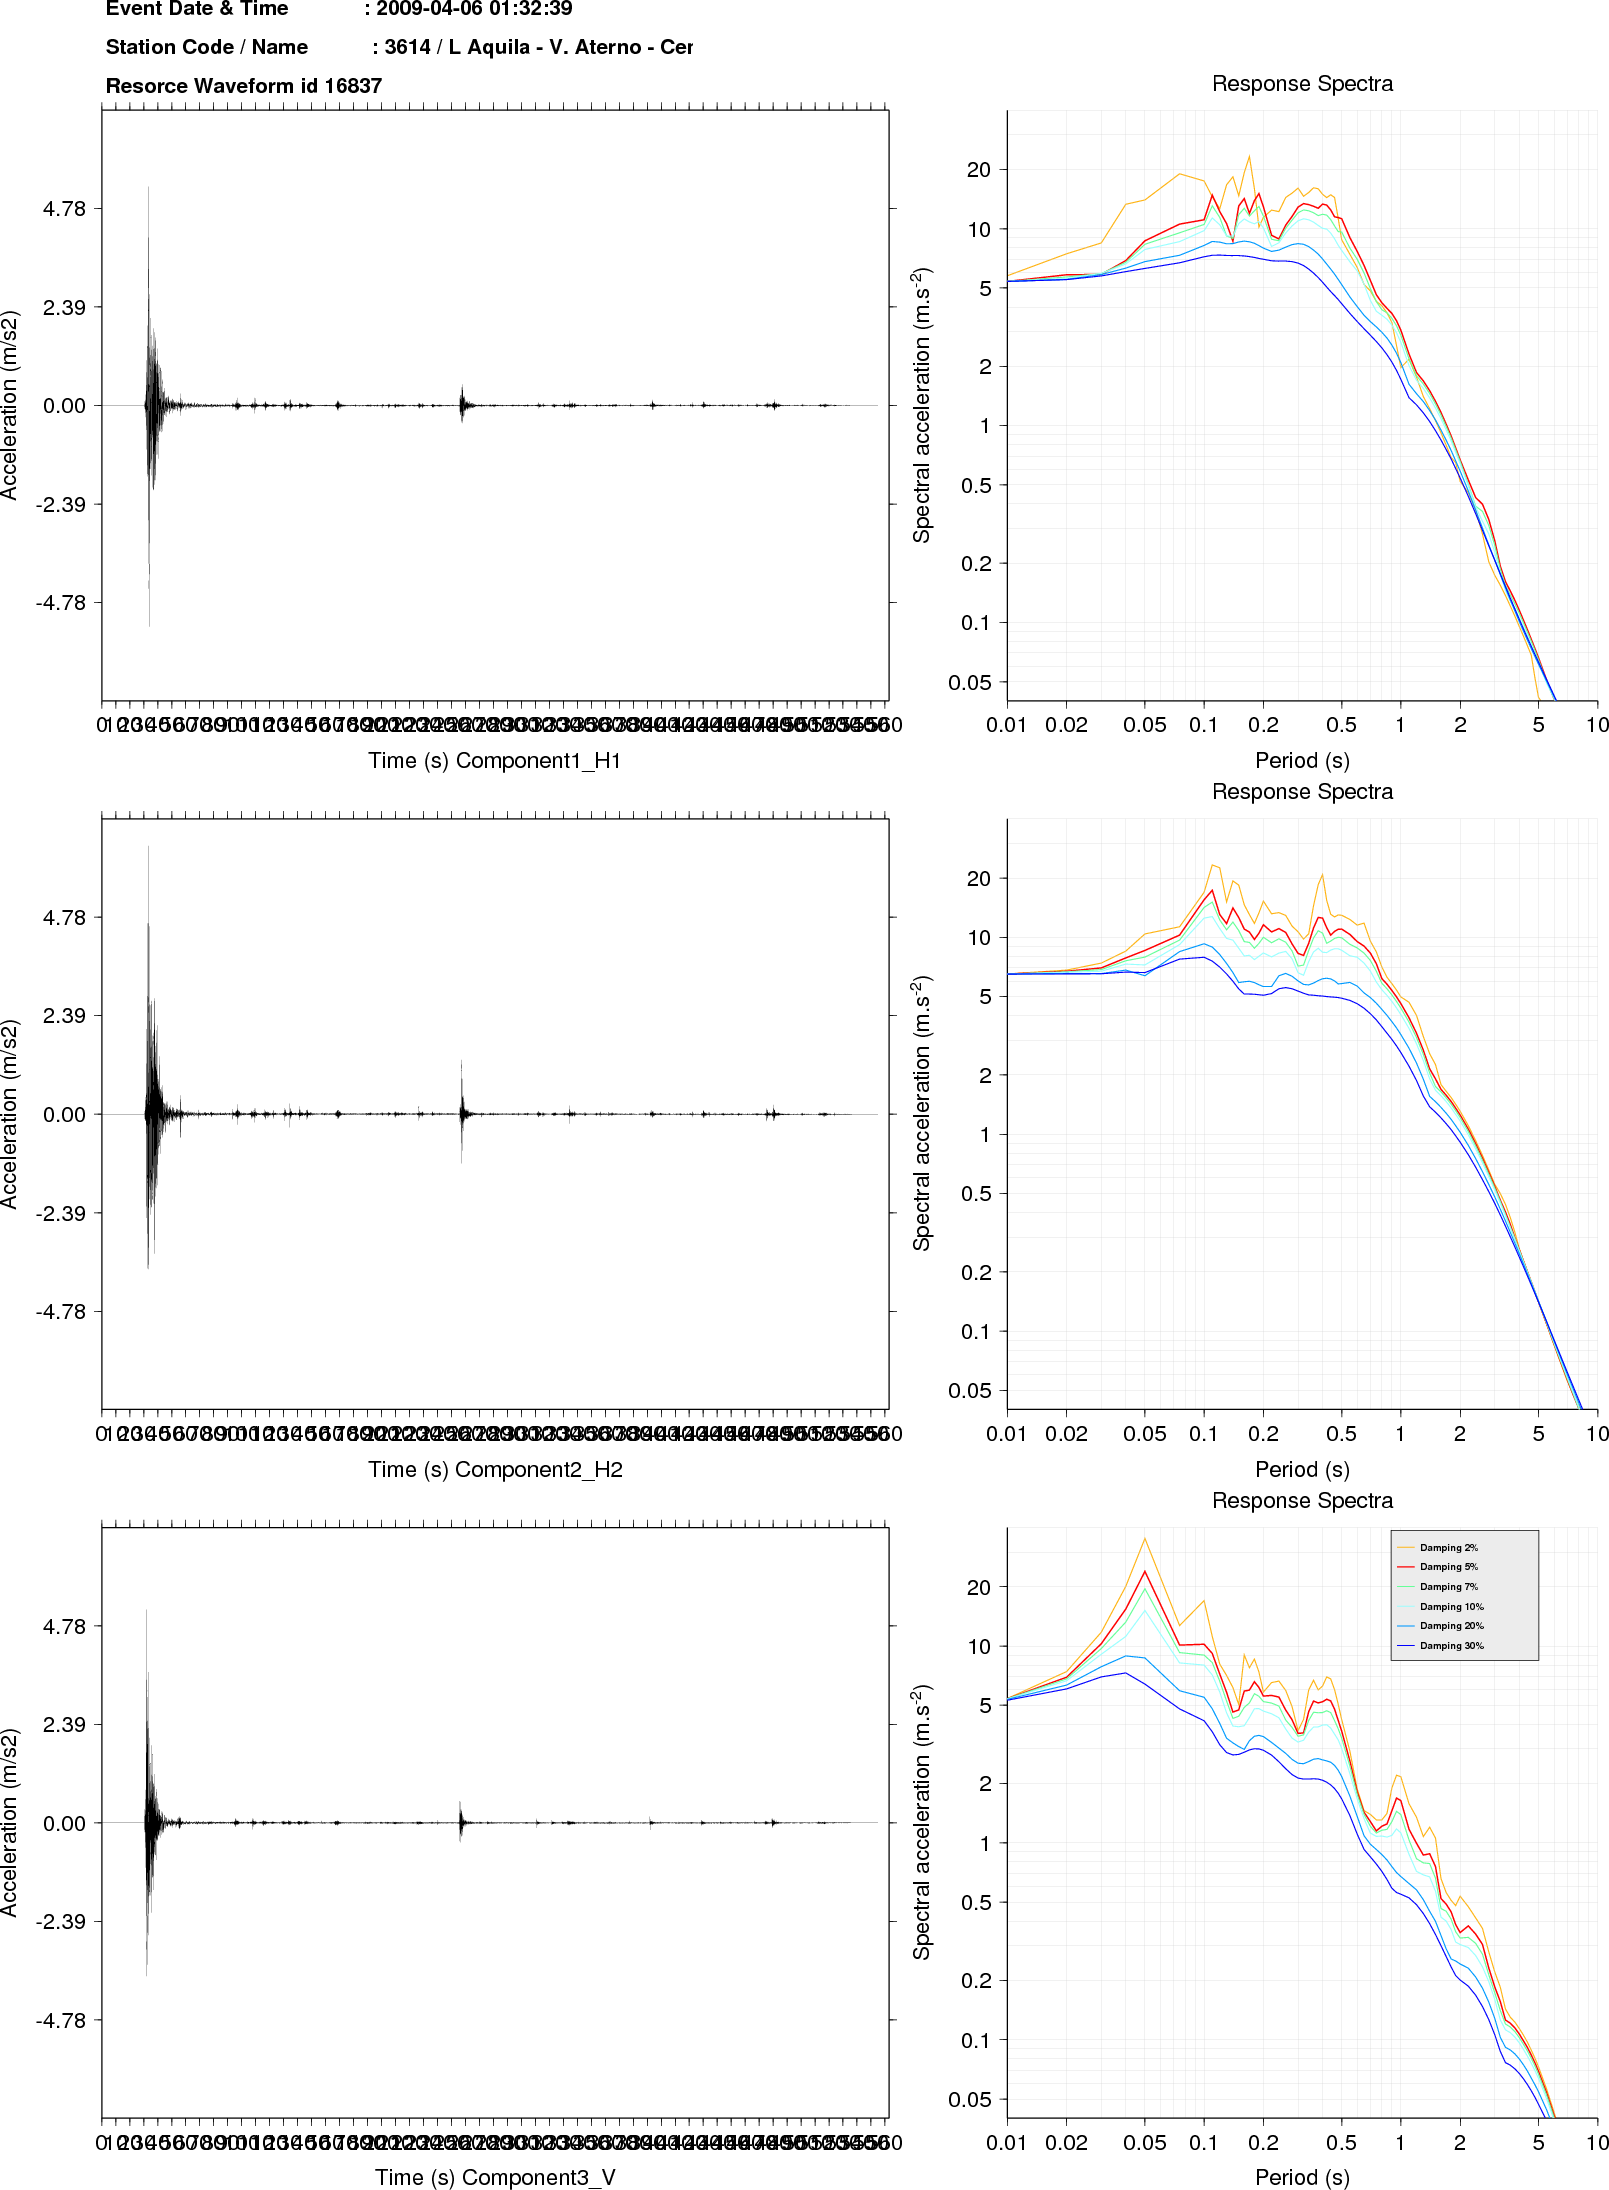 Event Date & Time : 2009-04-06 01:32:39
Station Code / Name : 3614 / L Aquila - V. Aterno - Cer
Resorce Waveform id 16837
Response Spectra
Acceleration (m/s2)
4.78
2.39
0.00
-2.39
-4.78
Time (s) Component1_H1
Spectral acceleration (m.s-2)
20
10
5
2
1
0.5
0.2
0.1
0.05
0.01 0.02 0.05 0.1 0.2 0.5 1 2 5 10
Period (s)
Response Spectra
Acceleration (m/s2)
4.78
2.39
0.00
-2.39
-4.78
Time (s) Component2_H2
Spectral acceleration (m.s-2)
20
10
5
2
1
0.5
0.2
0.1
0.05
0.01 0.02 0.05 0.1 0.2 0.5 1 2 5 10
Period (s)
Response Spectra
Acceleration (m/s2)
4.78
2.39
0.00
-2.39
-4.78
Time (s) Component3_V
Spectral acceleration (m.s-2)
20
10
5
2
1
0.5
0.2
0.1
0.05
Damping 2%
Damping 5%
Damping 7%
Damping 10%
Damping 20%
Damping 30%
0.01 0.02 0.05 0.1 0.2 0.5 1 2 5 10
Period (s)